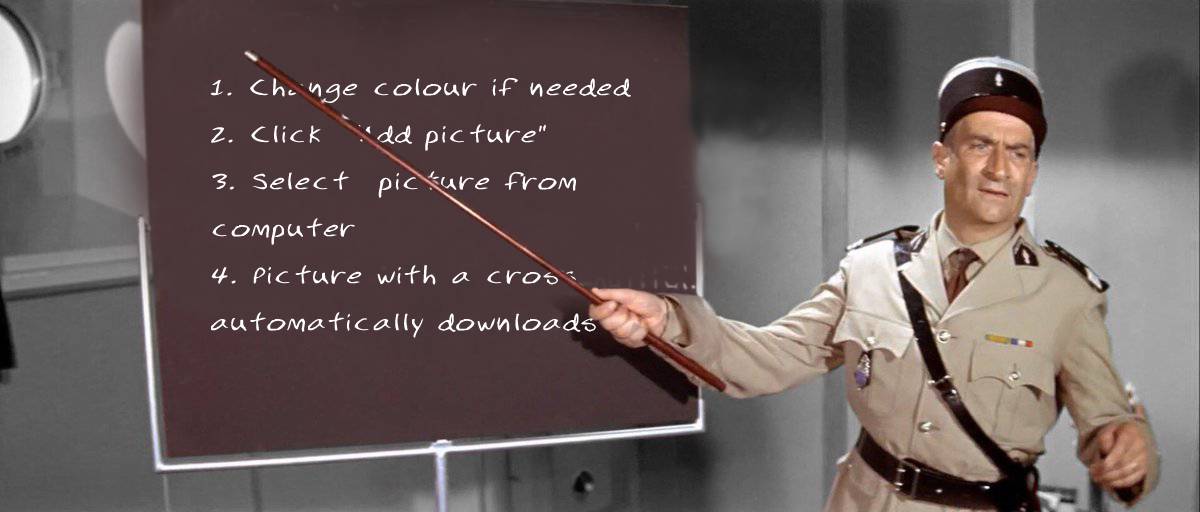 1. Change colour if needed
2. Click "Add picture"
3. Select picture from
computer
4. Picture with a cross
automatically downloads